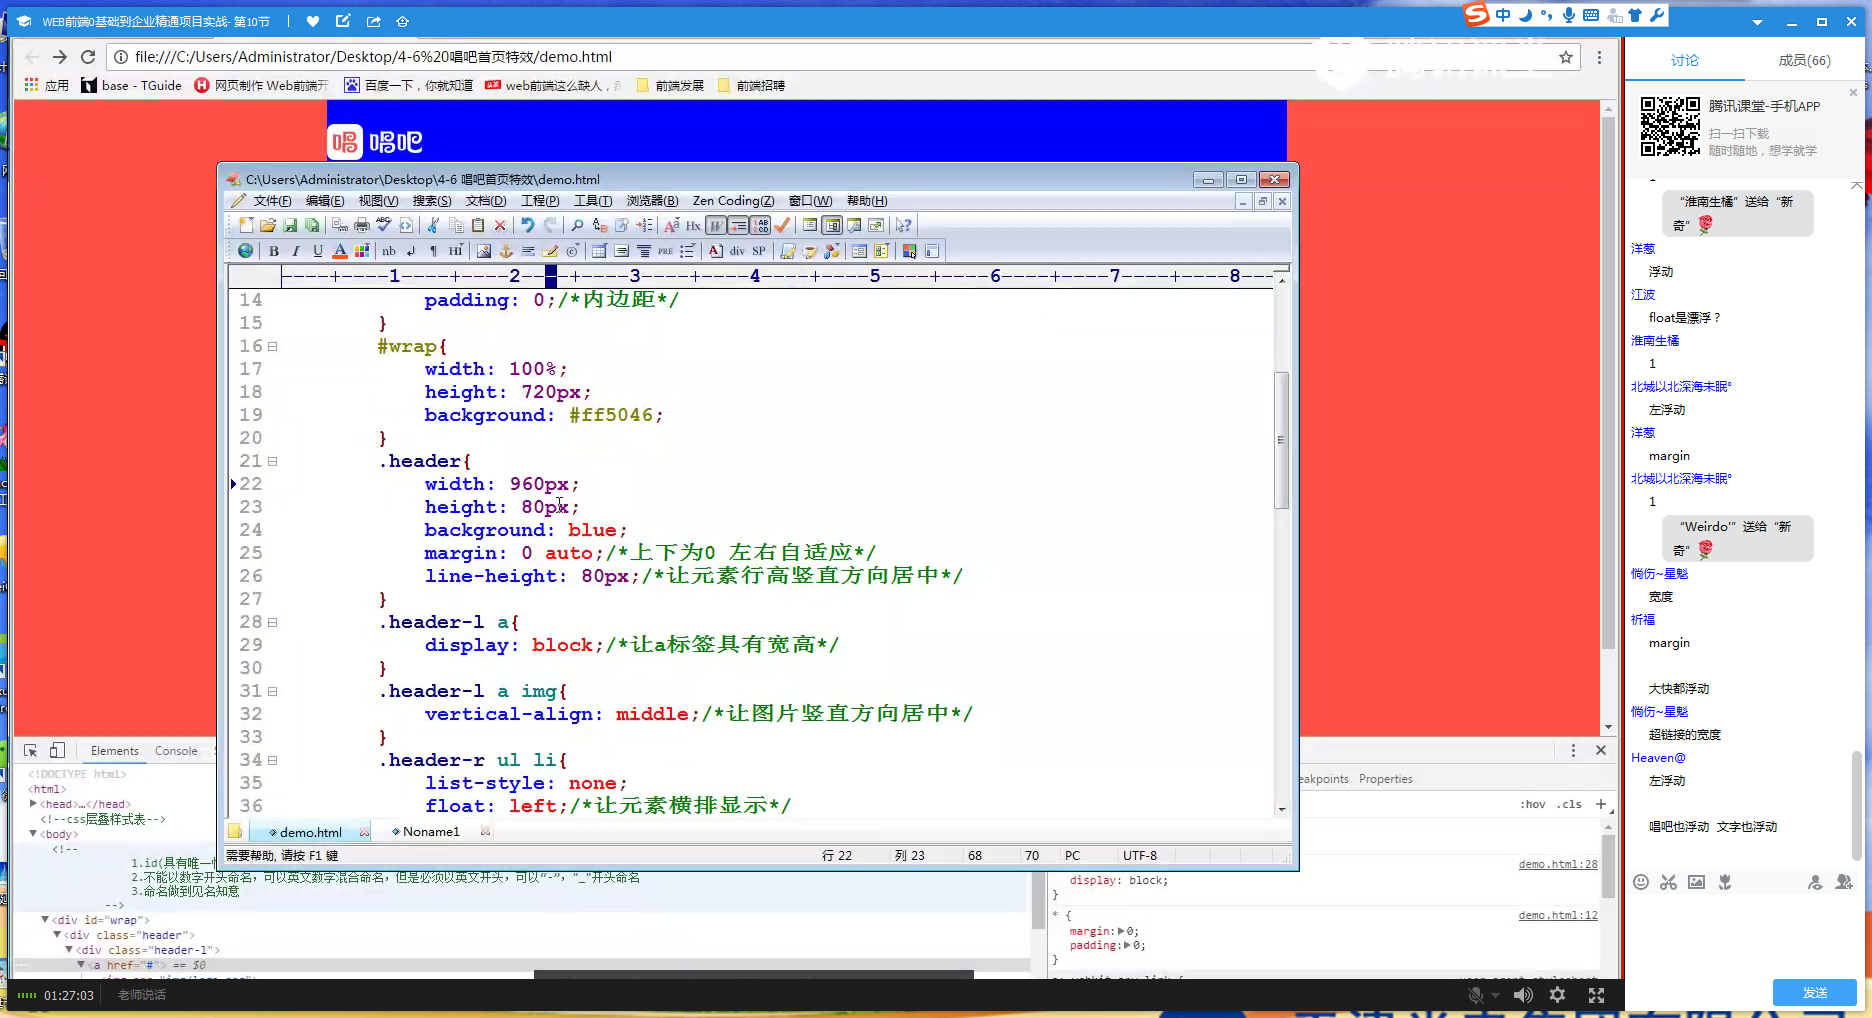 WEB前端0基础到企业精通项目实战- 第10节
中
file:///C:/Users/Administrator/Desktop/4-6%20唱吧首页特效/demo.html
应用
base - TGuide
网页制作 Web前端开
百度一下，你就知道
web前端这么缺人，
前端发展
前端招聘
唱 唱吧
C:\Users\Administrator\Desktop\4-6 唱吧首页特效\demo.html
文件(F) 编辑(E) 视图(V) 搜索(S) 文档(D) 工程(P) 工具(T) 浏览器(B) Zen Coding(Z) 窗口(W) 帮助(H)
B I U A nb Hi A div SP
1 2 3 4 5 6 7 8
14 padding: 0;/*内边距*/
15 }
16 #wrap{
17 width: 100%;
18 height: 720px;
19 background: #ff5046;
20 }
21 .header{
22 width: 960px;
23 height: 80px;
24 background: blue;
25 margin: 0 auto;/*上下为0 左右自适应*/
26 line-height: 80px;/*让元素行高竖直方向居中*/
27 }
28 .header-l a{
29 display: block;/*让a标签具有宽高*/
30 }
31 .header-l a img{
32 vertical-align: middle;/*让图片竖直方向居中*/
33 }
34 .header-r ul li{
35 list-style: none;
36 float: left;/*让元素横排显示*/
demo.html
Noname1
需要帮助, 请按 F1 键
行 22 列 23 68 70 PC UTF-8
Elements Console
<!DOCTYPE html>
<html>
<head>…</head>
<!--css层叠样式表-->
<body>
<!--
1.id(具有唯一
2.不能以数字开头命名，可以英文数字混合命名，但是必须以英文开头，可以“-”，"_"开头命名
3.命名做到见名知意
-->
<div id="wrap">
<div class="header">
<div class="header-l">
<a href="#"> == $0
eakpoints Properties
:hov .cls +
demo.html:28
display: block;
}
* {
demo.html:12
margin:▶0;
padding:▶0;
}
01:27:03
老师说话
讨论
成员(66)
腾讯课堂-手机APP
扫一扫下载
随时随地，想学就学
“淮南生橘”送给“新
奇”
洋葱
浮动
江波
float是漂浮？
淮南生橘
1
北城以北深海未眠°
左浮动
洋葱
margin
北城以北深海未眠°
1
“Weirdo'”送给“新
奇”
倘伤~星魁
宽度
祈福
margin
大快都浮动
倘伤~星魁
超链接的宽度
Heaven@
左浮动
唱吧也浮动 文字也浮动
发送